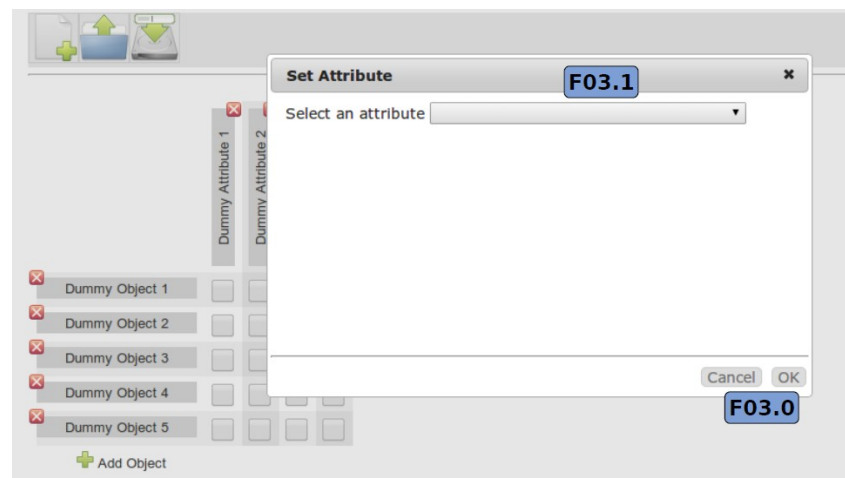 Set Attribute
F03.1
Select an attribute
Dummy Attribute 1
Dummy Attribute 2
Dummy Object 1
Dummy Object 2
Dummy Object 3
Dummy Object 4
Dummy Object 5
Cancel OK
F03.0
Add Object